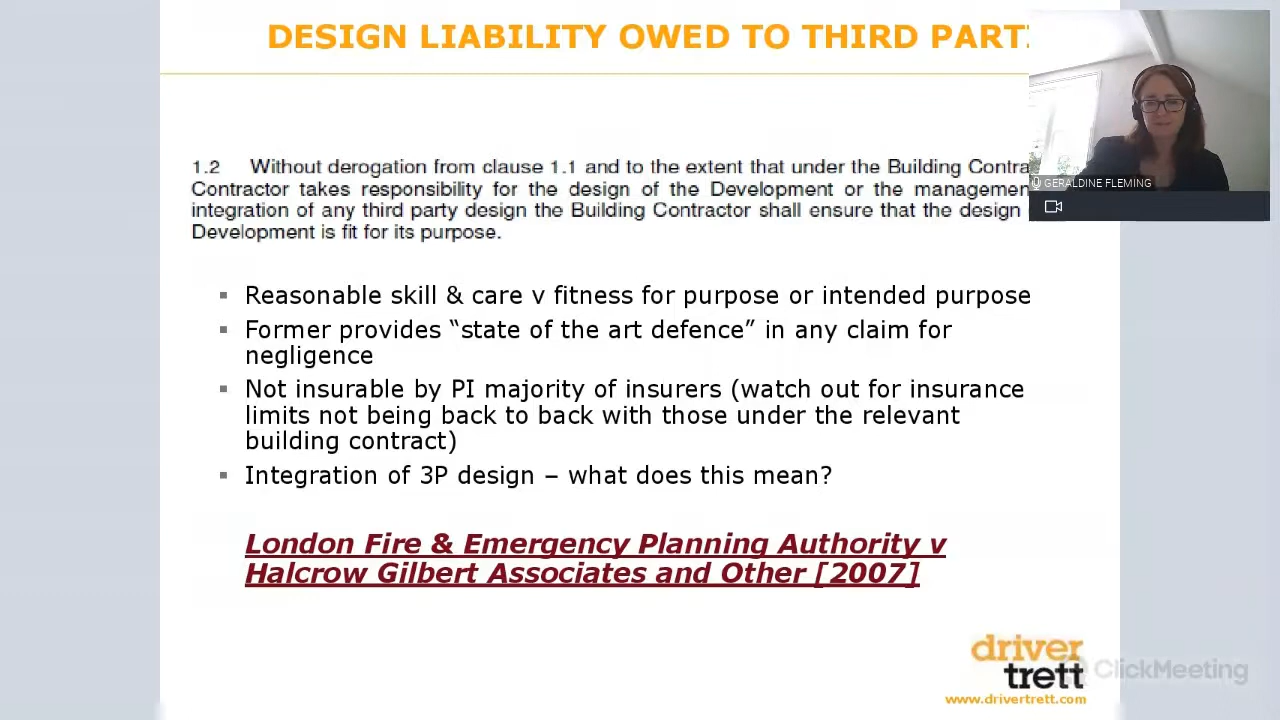 DESIGN LIABILITY OWED TO THIRD
GERALDINE FLEMING
1.2 Without derogation from clause 1.1 and to the extent that under the Building
Contractor takes responsibility for the design of the Development or the
integration of any third party design the Building Contractor shall ensure that the design
Development is fit for its purpose.
▪ Reasonable skill & care v fitness for purpose or intended purpose
▪ Former provides “state of the art defence” in any claim for
negligence
▪ Not insurable by PI majority of insurers (watch out for insurance
limits not being back to back with those under the relevant
building contract)
▪ Integration of 3P design – what does this mean?
London Fire & Emergency Planning Authority v
Halcrow Gilbert Associates and Other [2007]
driver
trett
ClickMeeting
www.drivertrett.com